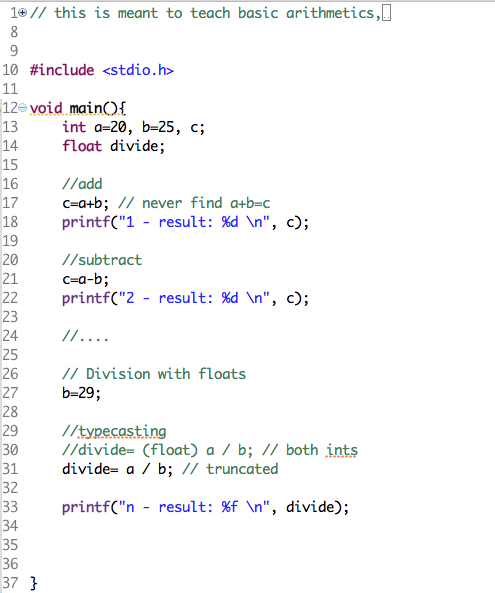 1 // this is meant to teach basic arithmetics,
8
9
10 #include <stdio.h>
11
12 void main(){
13 int a=20, b=25, c;
14 float divide;
15
16 //add
17 c=a+b; // never find a+b=c
18 printf("1 - result: %d \n", c);
19
20 //subtract
21 c=a-b;
22 printf("2 - result: %d \n", c);
23
24 //....
25
26 // Division with floats
27 b=29;
28
29 //typecasting
30 //divide= (float) a / b; // both ints
31 divide= a / b; // truncated
32
33 printf("n - result: %f \n", divide);
34
35
36
37 }